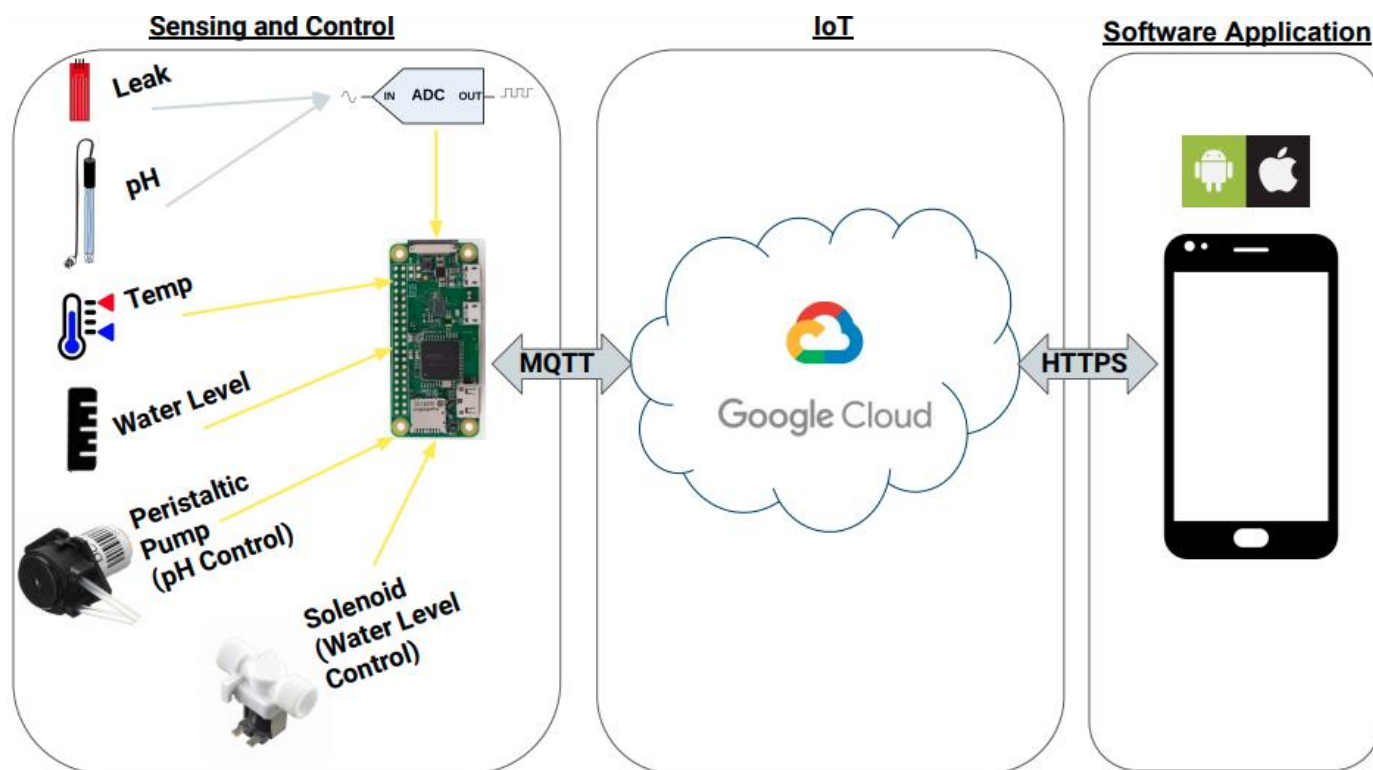 Sensing and Control
IoT
Software Application
Leak
IN ADC OUT
pH
Temp
MQTT
HTTPS
Google Cloud
Water Level
Peristaltic
Pump
(pH Control)
Solenoid
(Water Level
Control)